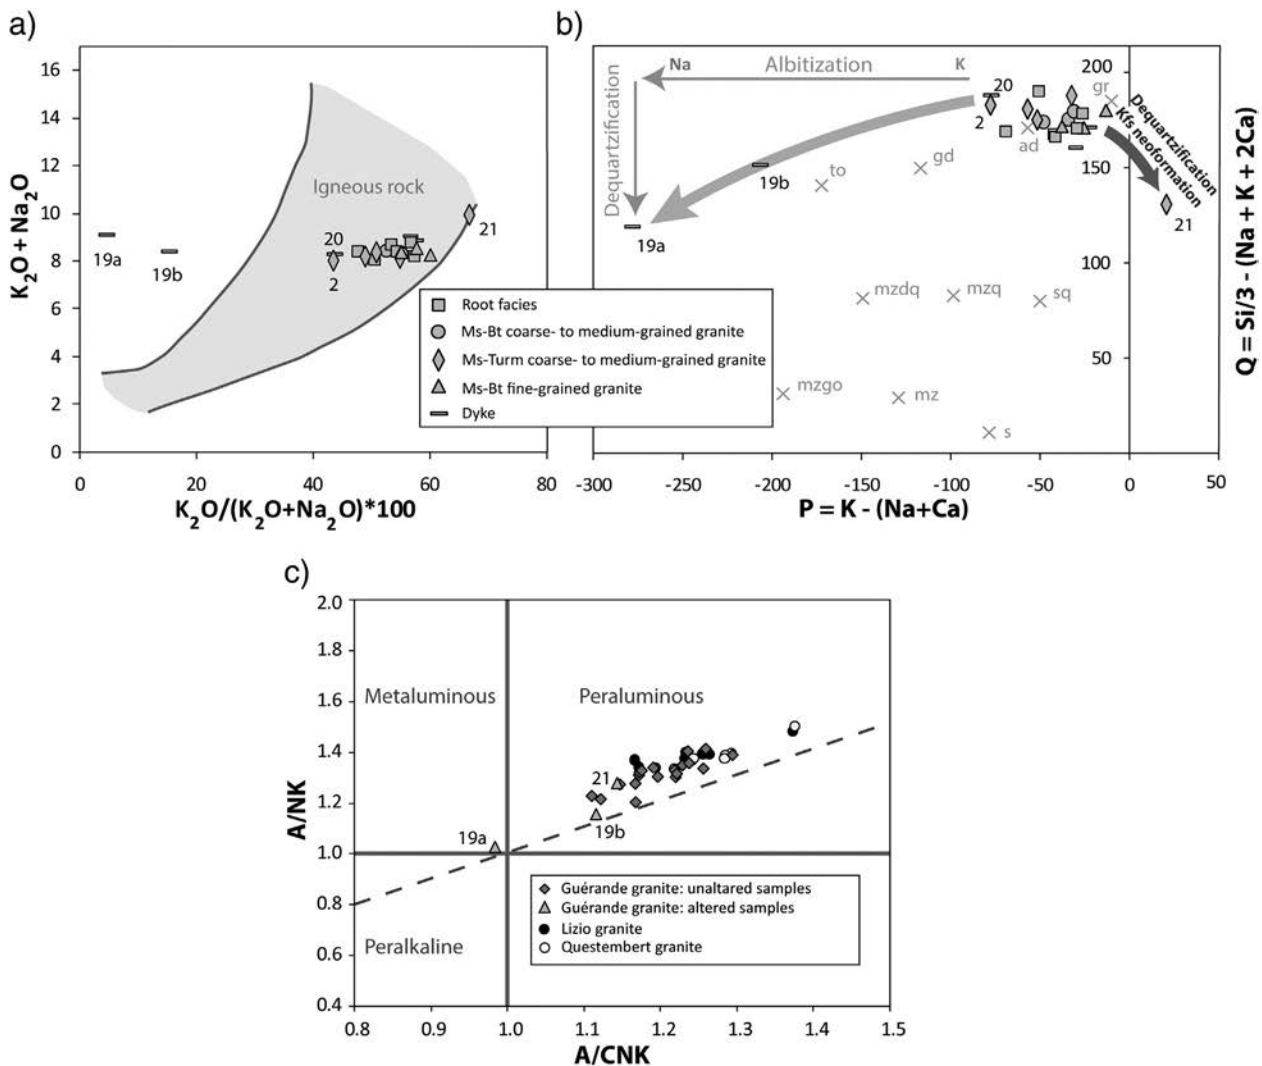 a)
K2O + Na2O
16
14
12
10
8
6
4
2
0
Igneous rock
19a
19b
20
2
21
0
20
40
60
80
K2O/(K2O+Na2O)*100
Root facies
Ms-Bt coarse- to medium-grained granite
Ms-Turm coarse- to medium-grained granite
Ms-Bt fine-grained granite
Dyke
b)
Na
Albitization
K
Dequartzification
20
2
19b
19a
21
gr
ad
gd
to
mzdq
mzq
sq
mzgo
mz
s
Dequartzification
Kfs neoformation
200
150
100
50
Q = Si/3 - (Na + K + 2Ca)
-300
-250
-200
-150
-100
-50
0
50
P = K - (Na+Ca)
c)
A/NK
2.0
1.8
1.6
1.4
1.2
1.0
0.8
0.6
0.4
Metaluminous
Peraluminous
21
19a
19b
Peralkaline
Guérande granite: unaltared samples
Guérande granite: altered samples
Lizio granite
Questembert granite
0.8
0.9
1.0
1.1
1.2
1.3
1.4
1.5
A/CNK